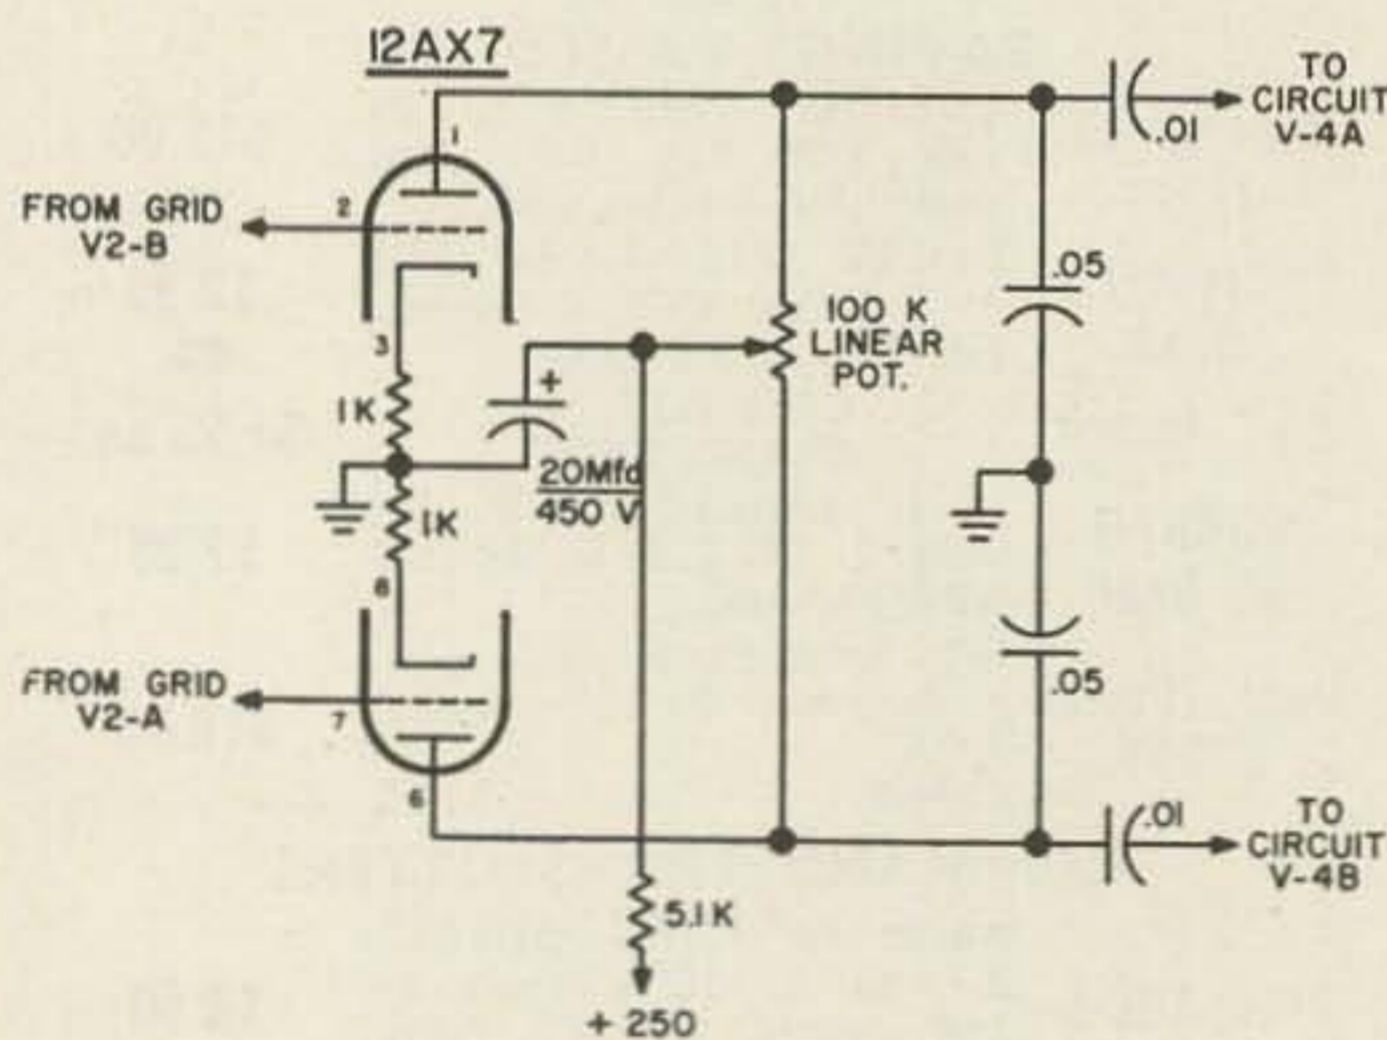 12AX7
TO
CIRCUIT
V-4A
.01
1
2
FROM GRID
V2-B
.05
100 K
LINEAR
POT.
3
+
1K
20Mfd
450 V
1K
8
FROM GRID
V2-A
7
.05
6
.01
TO
CIRCUIT
V-4B
5.1K
+ 250